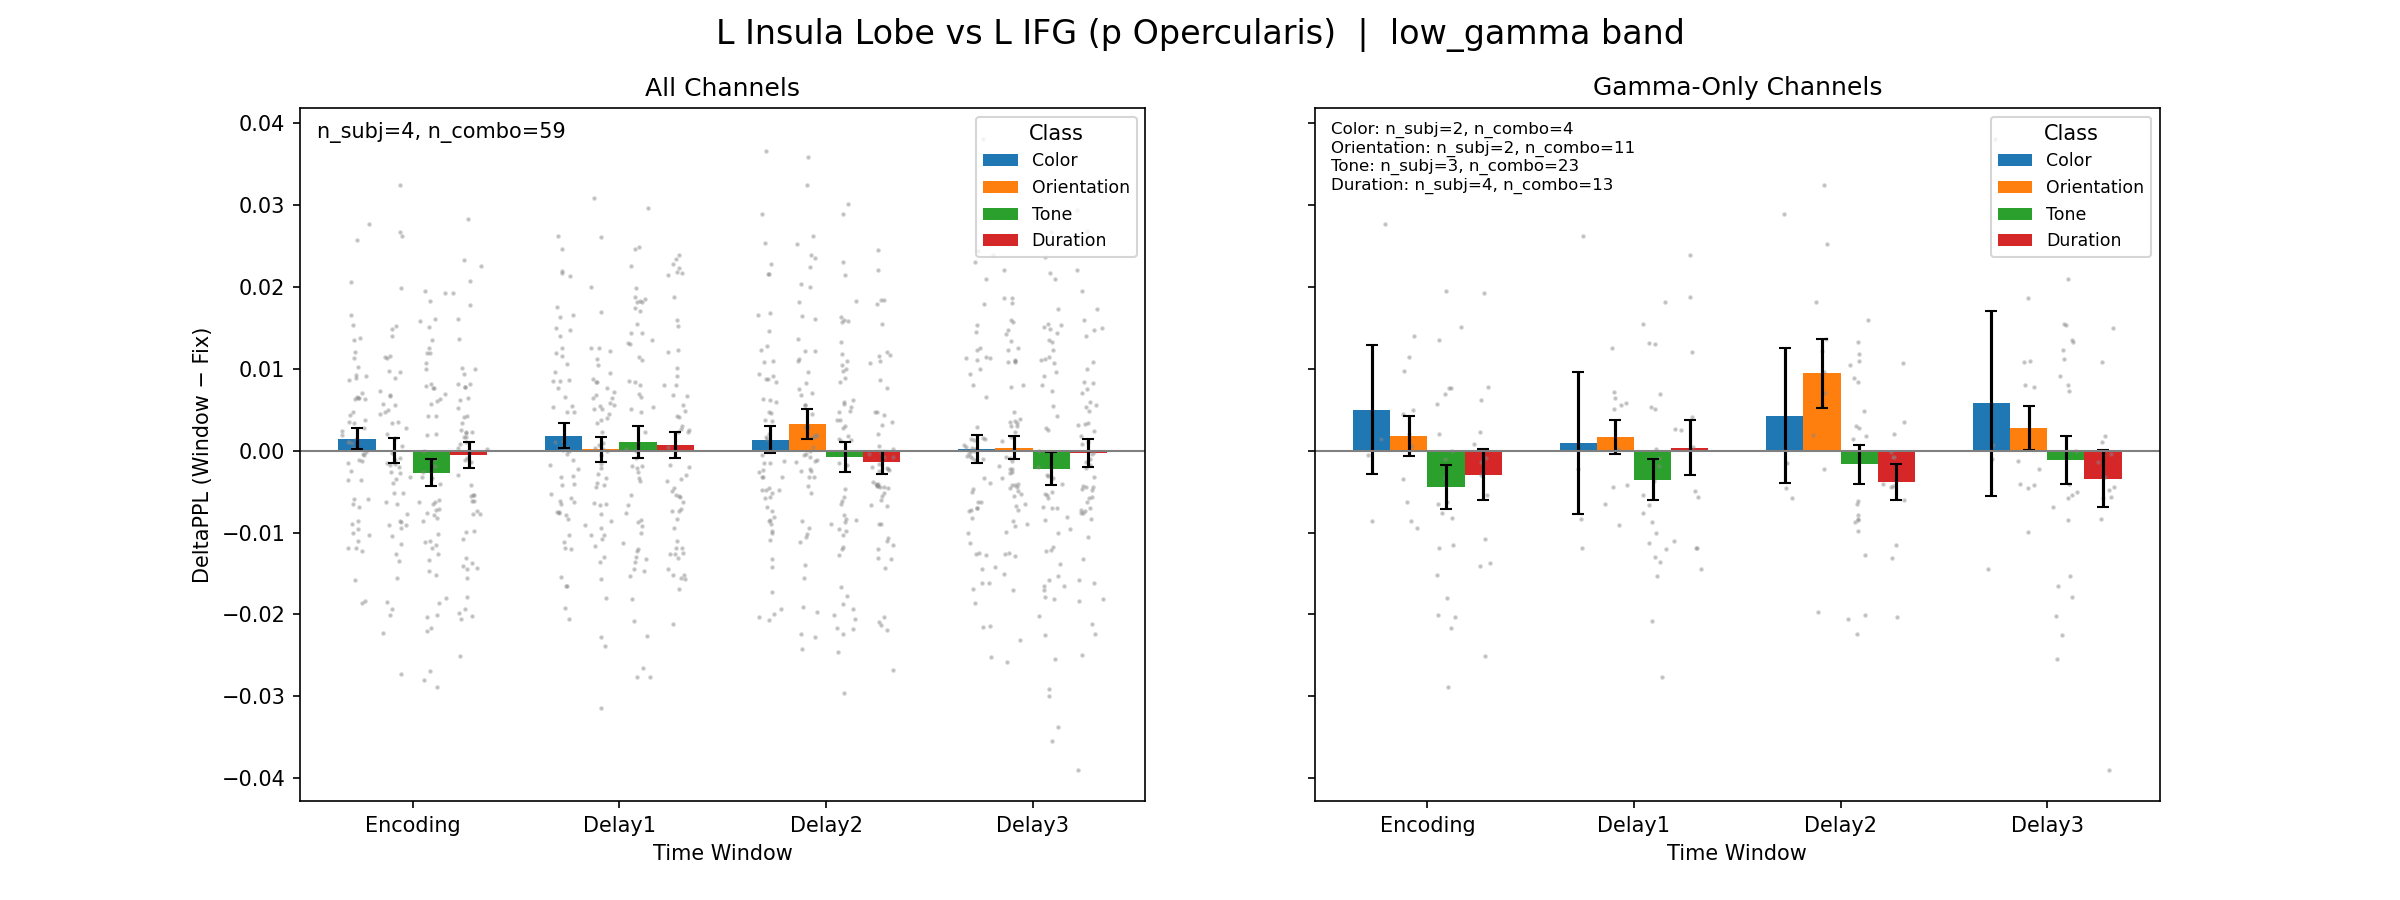 L Insula Lobe vs L IFG (p Opercularis) | low_gamma band
All Channels
n_subj=4, n_combo=59
Class
Color
Orientation
Tone
Duration
0.04
0.03
0.02
0.01
0.00
−0.01
−0.02
−0.03
−0.04
DeltaPPL (Window − Fix)
Encoding
Delay1
Delay2
Delay3
Time Window
Gamma-Only Channels
Color: n_subj=2, n_combo=4
Orientation: n_subj=2, n_combo=11
Tone: n_subj=3, n_combo=23
Duration: n_subj=4, n_combo=13
Class
Color
Orientation
Tone
Duration
Encoding
Delay1
Delay2
Delay3
Time Window